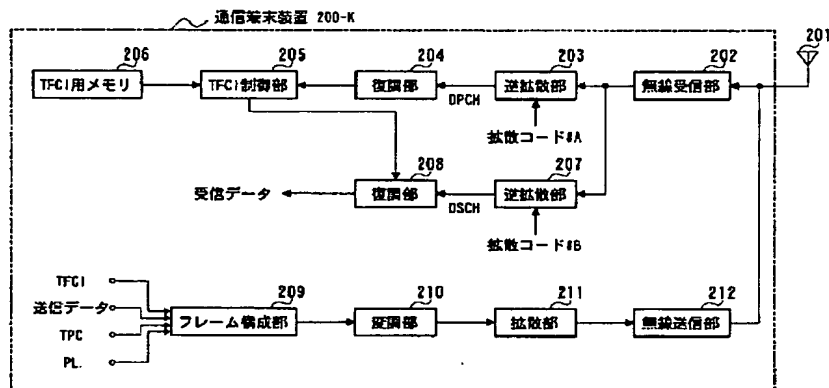 通信端末装置 200-K
201
206
205
204
203
202
TFCI用メモリ
TFCI制御部
復調部
DPCH
逆拡散部
無線受信部
拡散コード#A
208
207
受信データ
復調部
DSCH
逆拡散部
拡散コード#B
TFCI
送信データ
TPC
PL.
209
210
211
212
フレーム構成部
変調部
拡散部
無線送信部